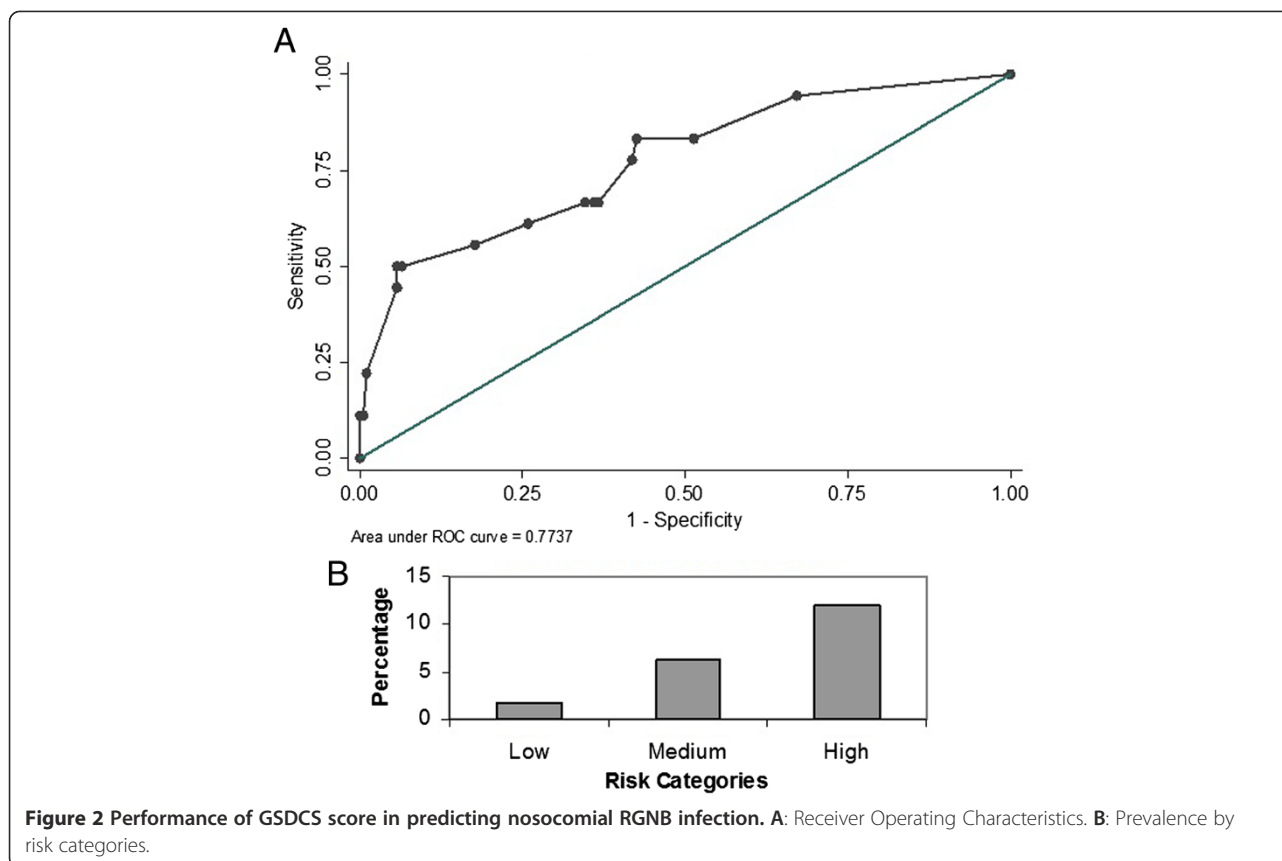 A
1.00
0.75
0.50
0.25
0.00
Sensitivity
0.00 0.25 0.50 0.75 1.00
1 - Specificity
Area under ROC curve = 0.7737
B
15
10
5
0
Percentage
Low Medium High
Risk Categories
Figure 2 Performance of GSDCS score in predicting nosocomial RGNB infection. A: Receiver Operating Characteristics. B: Prevalence by
risk categories.